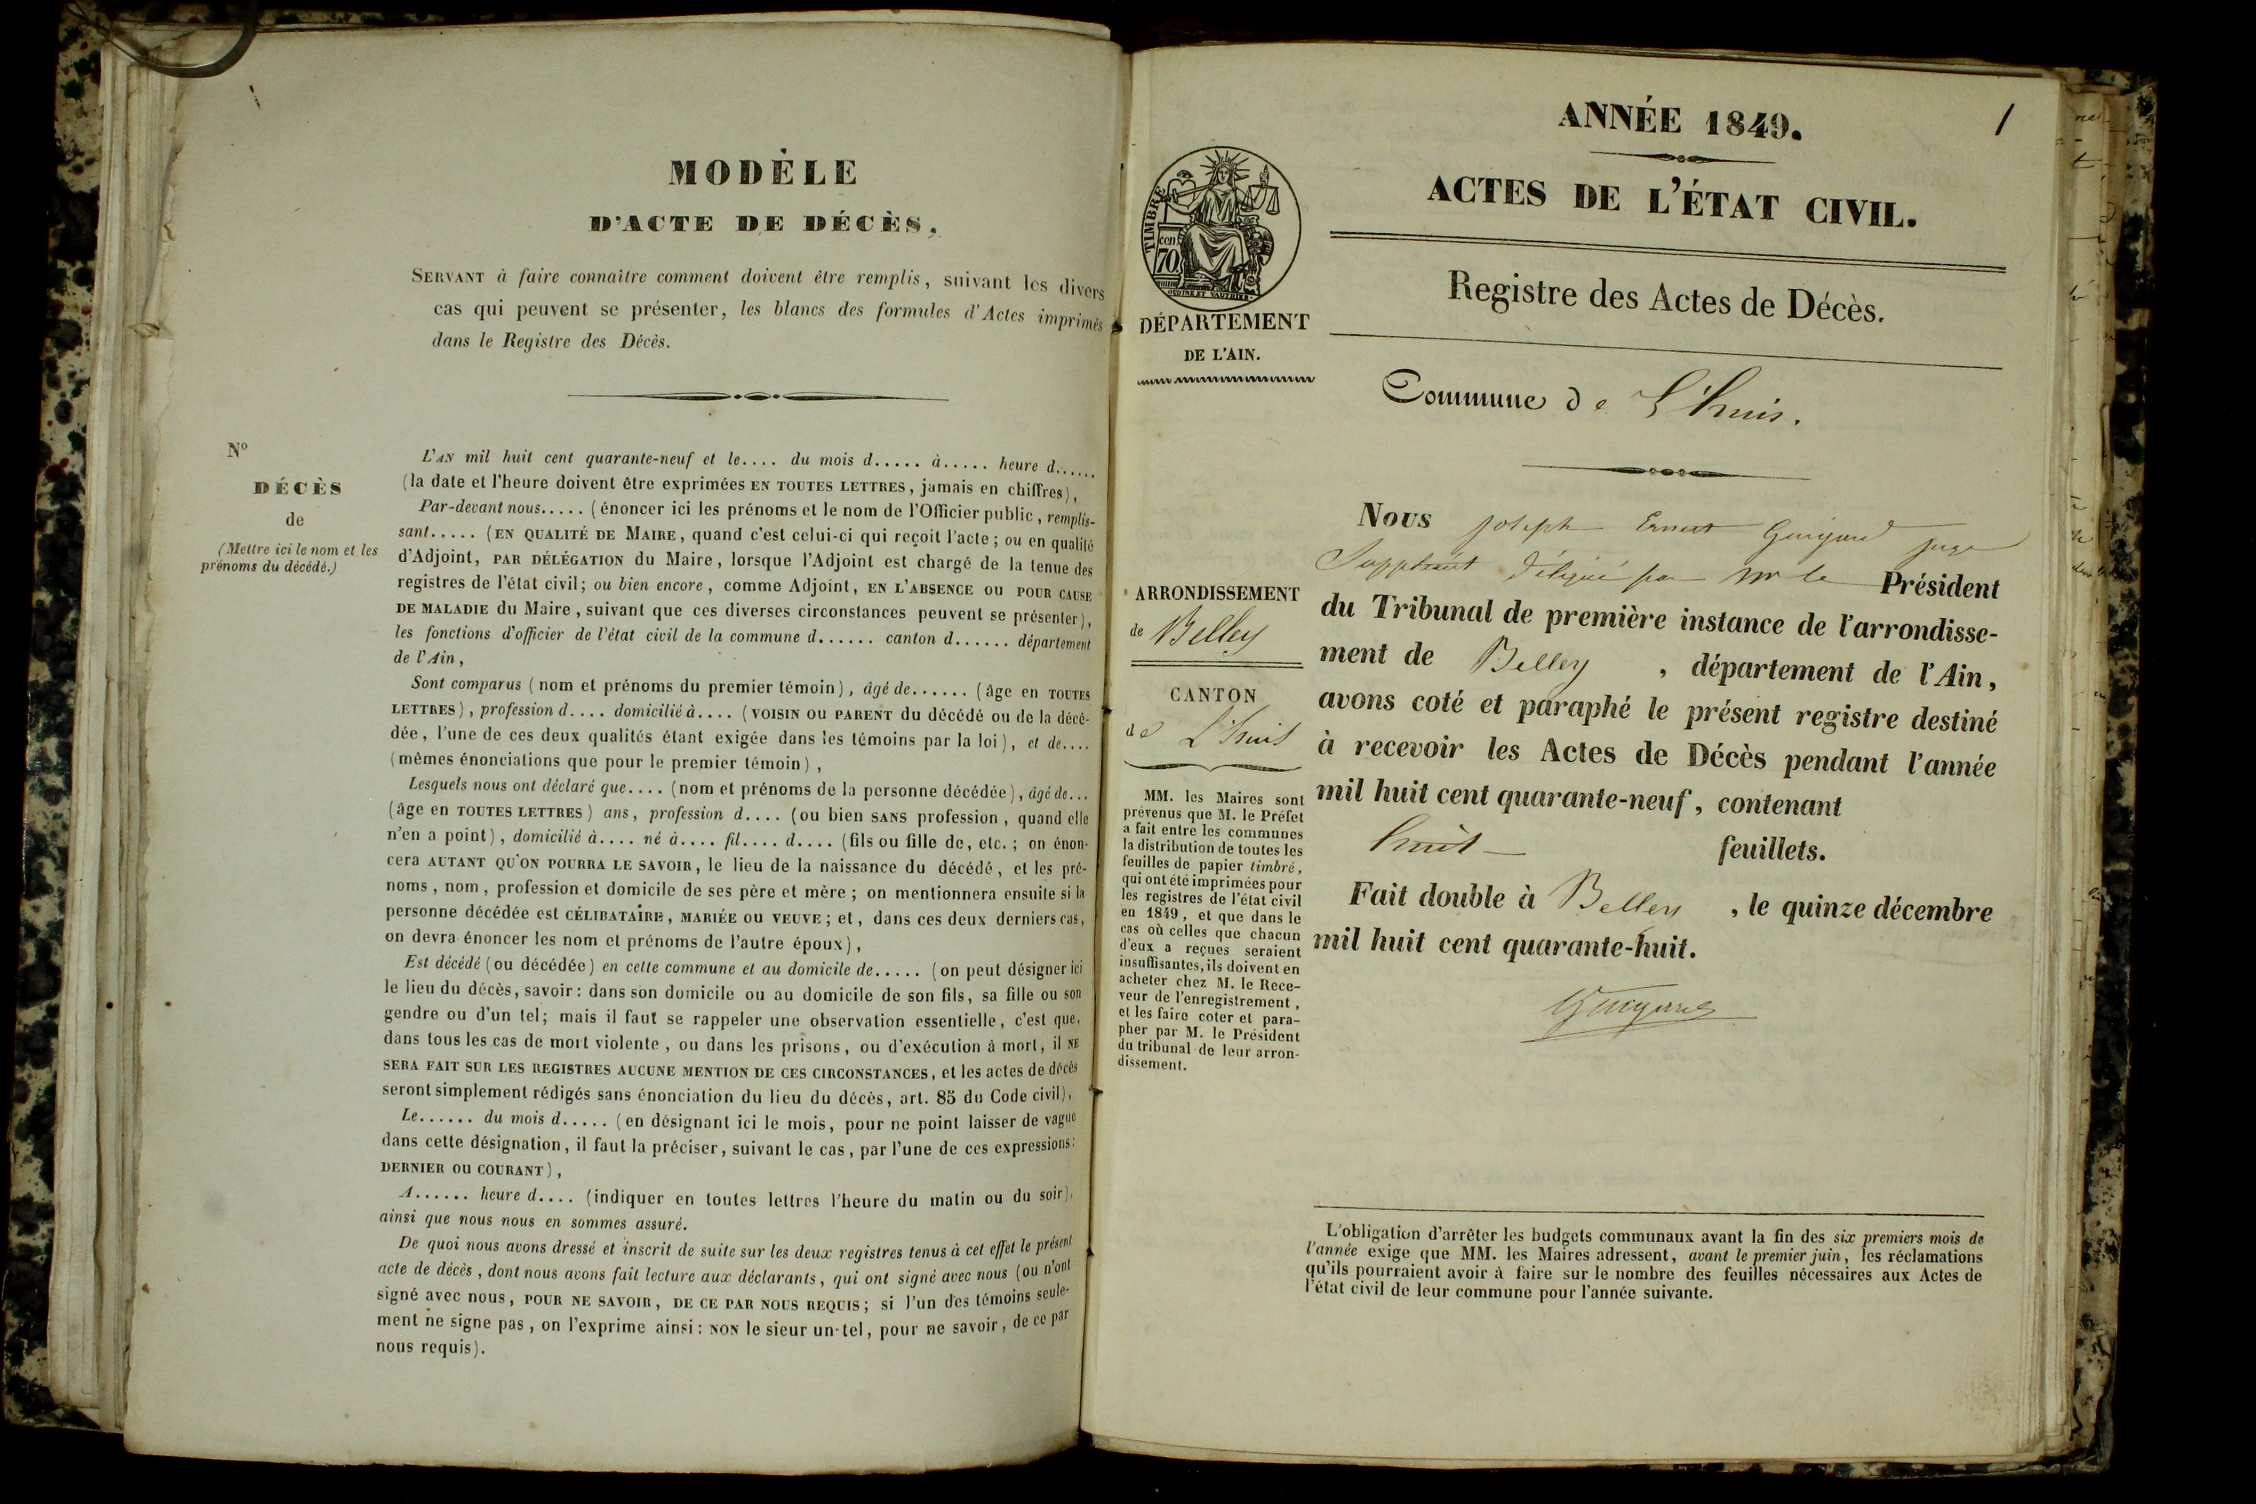 MODÈLE
D'ACTE DE DÉCÈS,
SERVANT à faire connaître comment doivent être remplis, suivant les divers
cas qui peuvent se présenter, les blancs des formules d'Actes imprimés
dans le Registre des Décès.
N°
DÉCÈS
de
(Mettre ici le nom et les
prénoms du décédé.)
L'AN mil huit cent quarante-neuf et le.... du mois d..... à..... heure d......
(la date et l'heure doivent être exprimées EN TOUTES LETTRES, jamais en chiffres),
Par-devant nous..... (énoncer ici les prénoms et le nom de l'Officier public, remplis-
sant..... (EN QUALITÉ DE MAIRE, quand c'est celui-ci qui reçoit l'acte; ou en qualité
d'Adjoint, PAR DÉLÉGATION du Maire, lorsque l'Adjoint est chargé de la tenue des
registres de l'état civil; ou bien encore, comme Adjoint, EN L'ABSENCE OU POUR CAUSE
DE MALADIE du Maire, suivant que ces diverses circonstances peuvent se présenter),
les fonctions d'officier de l'état civil de la commune d...... canton d...... département
de l'Ain,
Sont comparus (nom et prénoms du premier témoin), âgé de...... (âge en TOUTES
LETTRES), profession d.... domicilié à.... (VOISIN OU PARENT du décédé ou de la décé-
dée, l'une de ces deux qualités étant exigée dans les témoins par la loi), et de....
(mêmes énonciations que pour le premier témoin),
Lesquels nous ont déclaré que.... (nom et prénoms de la personne décédée), âgé de...
(âge en TOUTES LETTRES) ans, profession d.... (ou bien SANS profession, quand elle
n'en a point), domicilié à.... né à.... fil.... d.... (fils ou fille de, etc.; on énon-
cera AUTANT QU'ON POURRA LE SAVOIR, le lieu de la naissance du décédé, et les pré-
noms, nom, profession et domicile de ses père et mère; on mentionnera ensuite si la
personne décédée est CÉLIBATAIRE, MARIÉE OU VEUVE; et, dans ces deux derniers cas,
on devra énoncer les nom et prénoms de l'autre époux),
Est décédé (ou décédée) en cette commune et au domicile de..... (on peut désigner ici
le lieu du décès, savoir: dans son domicile ou au domicile de son fils, sa fille ou son
gendre ou d'un tel; mais il faut se rappeler une observation essentielle, c'est que,
dans tous les cas de mort violente, ou dans les prisons, ou d'exécution à mort, il NE
SERA FAIT SUR LES REGISTRES AUCUNE MENTION DE CES CIRCONSTANCES, et les actes de décès
seront simplement rédigés sans énonciation du lieu du décès, art. 85 du Code civil),
Le...... du mois d..... (en désignant ici le mois, pour ne point laisser de vague
dans cette désignation, il faut la préciser, suivant le cas, par l'une de ces expressions:
DERNIER OU COURANT),
A...... heure d.... (indiquer en toutes lettres l'heure du matin ou du soir),
ainsi que nous nous en sommes assuré.
De quoi nous avons dressé et inscrit de suite sur les deux registres tenus à cet effet le présent
acte de décès, dont nous avons fait lecture aux déclarants, qui ont signé avec nous (ou n'ont
signé avec nous, POUR NE SAVOIR, DE CE PAR NOUS REQUIS; si l'un des témoins seule-
ment ne signe pas, on l'exprime ainsi: NON le sieur un-tel, pour ne savoir, de ce par
nous requis).
1
ANNÉE 1849.
ACTES DE L'ÉTAT CIVIL.
Registre des Actes de Décès.
TIMBRE
cen
70
DÉPARTEMENT
DE L'AIN.
Commune de L'huis.
ARRONDISSEMENT
de Belley
CANTON
de L'huis
MM. les Maires sont
prévenus que M. le Préfet
a fait entre les communes
la distribution de toutes les
feuilles de papier timbré,
qui ont été imprimées pour
les registres de l'état civil
en 1849, et que dans le
cas où celles que chacun
d'eux a reçues seraient
insuffisantes, ils doivent en
acheter chez M. le Rece-
veur de l'enregistrement,
et les faire coter et para-
pher par M. le Président
du tribunal de leur arron-
dissement.
Nous joseph Ernest Guigard juge
Suppléant délégué par Mr le Président
du Tribunal de première instance de l'arrondisse-
ment de Belley, département de l'Ain,
avons coté et paraphé le présent registre destiné
à recevoir les Actes de Décès pendant l'année
mil huit cent quarante-neuf, contenant
huit feuillets.
Fait double à Belley, le quinze décembre
mil huit cent quarante-huit.
L'obligation d'arrêter les budgets communaux avant la fin des six premiers mois de
l'année exige que MM. les Maires adressent, avant le premier juin, les réclamations
qu'ils pourraient avoir à faire sur le nombre des feuilles nécessaires aux Actes de
l'état civil de leur commune pour l'année suivante.